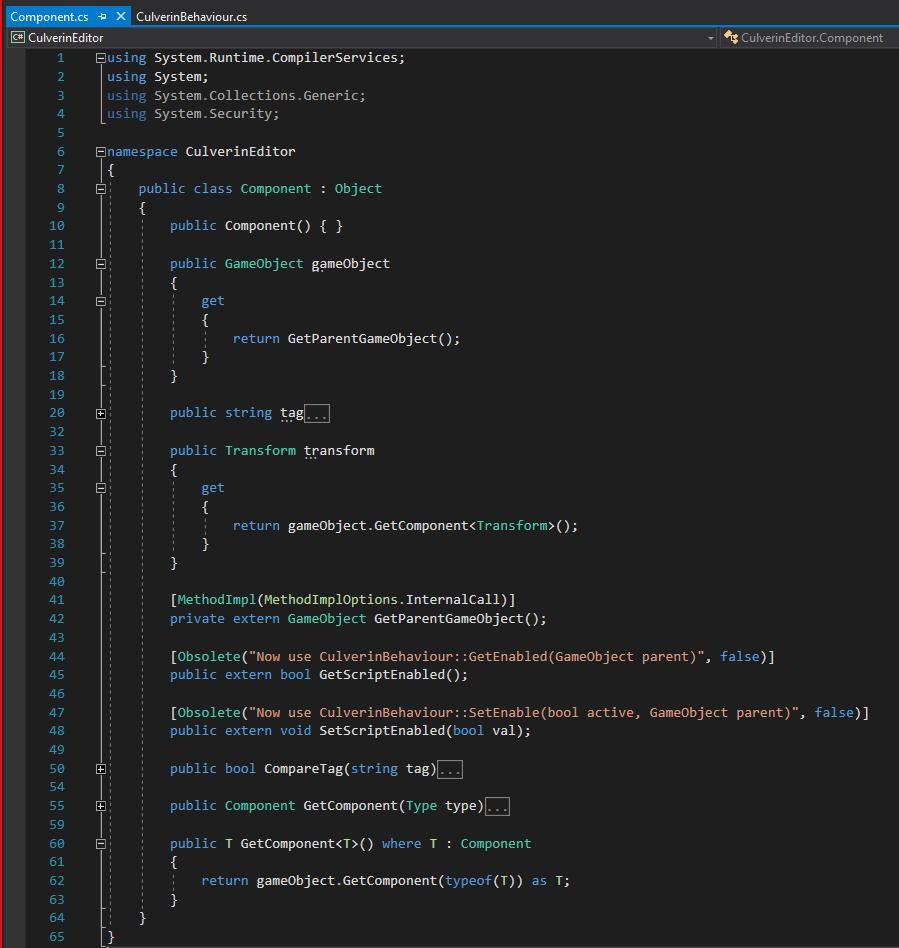 Component.cs CulverinBehaviour.cs
C# CulverinEditor CulverinEditor.Component
1 using System.Runtime.CompilerServices;
2 using System;
3 using System.Collections.Generic;
4 using System.Security;
5
6 namespace CulverinEditor
7 {
8 public class Component : Object
9 {
10 public Component() { }
11
12 public GameObject gameObject
13 {
14 get
15 {
16 return GetParentGameObject();
17 }
18 }
19
20 public string tag...
32
33 public Transform transform
34 {
35 get
36 {
37 return gameObject.GetComponent<Transform>();
38 }
39 }
40
41 [MethodImpl(MethodImplOptions.InternalCall)]
42 private extern GameObject GetParentGameObject();
43
44 [Obsolete("Now use CulverinBehaviour::GetEnabled(GameObject parent)", false)]
45 public extern bool GetScriptEnabled();
46
47 [Obsolete("Now use CulverinBehaviour::SetEnable(bool active, GameObject parent)", false)]
48 public extern void SetScriptEnabled(bool val);
49
50 public bool CompareTag(string tag)...
54
55 public Component GetComponent(Type type)...
59
60 public T GetComponent<T>() where T : Component
61 {
62 return gameObject.GetComponent(typeof(T)) as T;
63 }
64 }
65 }